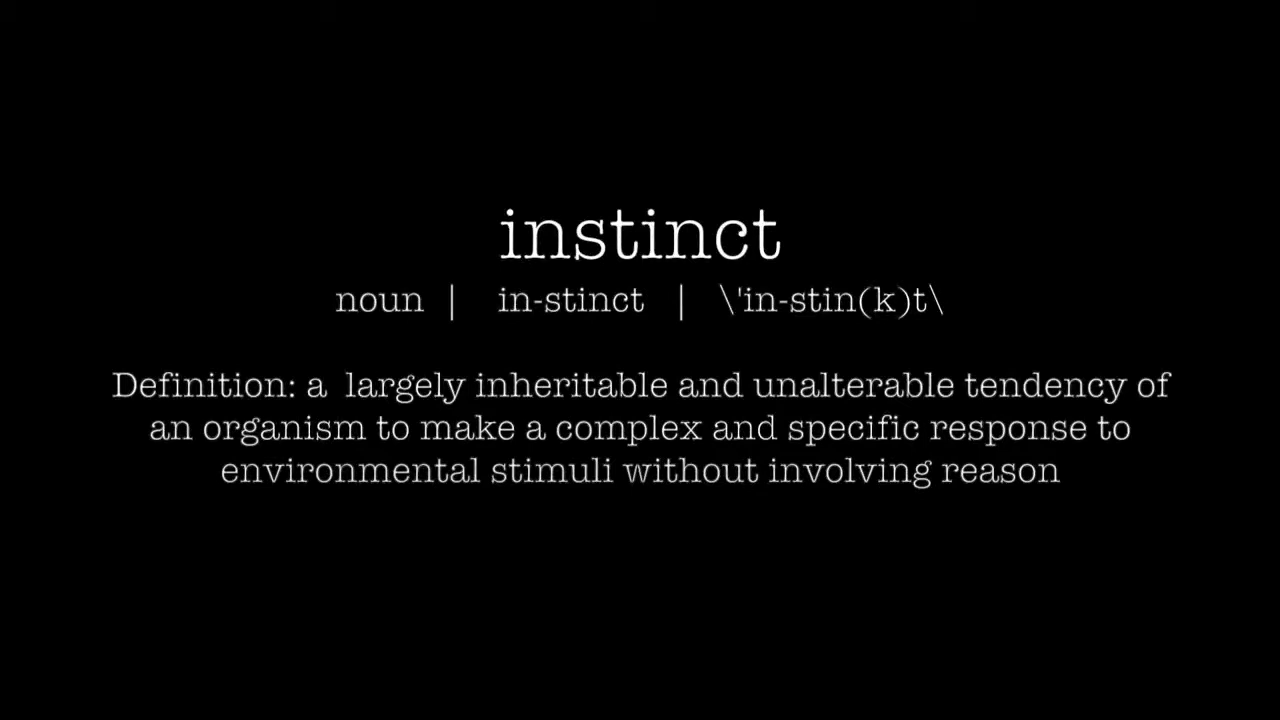 instinct
noun | in-stinct | \'in-stin(k)t\
Definition: a largely inheritable and unalterable tendency of
an organism to make a complex and specific response to
environmental stimuli without involving reason